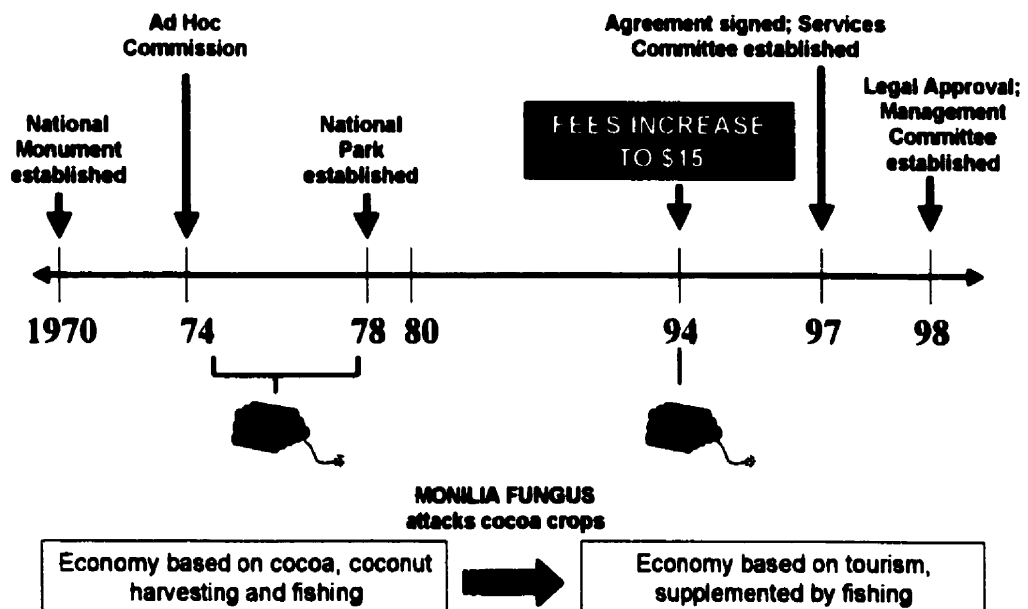 Ad Hoc
Commission
Agreement signed; Services
Committee established
National
Monument
established
National
Park
established
FEES INCREASE
TO $15
Legal Approval;
Management
Committee
established
1970 74 78 80 94 97 98
MONILIA FUNGUS
attacks cocoa crops
Economy based on cocoa, coconut
harvesting and fishing
Economy based on tourism,
supplemented by fishing